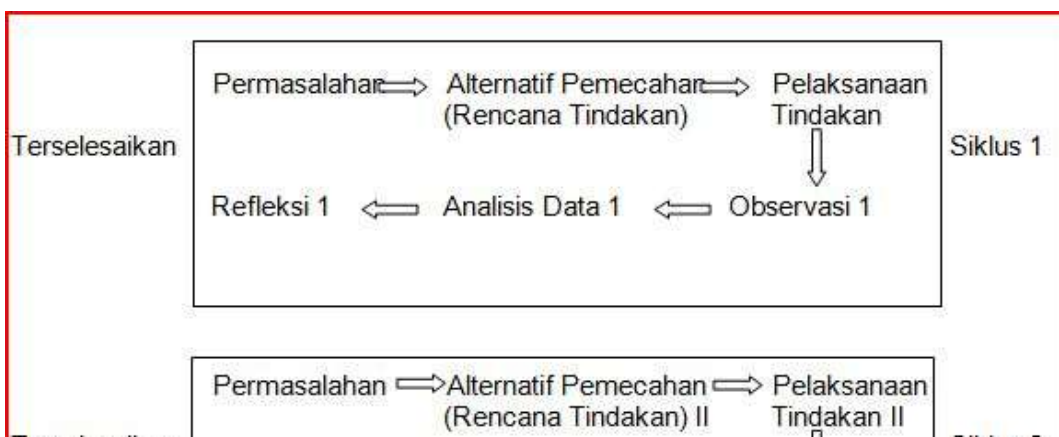 Permasalahan Alternatif Pemecahan Pelaksanaan
(Rencana Tindakan) Tindakan
Terselesaikan Siklus 1
Refleksi 1 Analisis Data 1 Observasi 1
Permasalahan Alternatif Pemecahan Pelaksanaan
(Rencana Tindakan) II Tindakan II